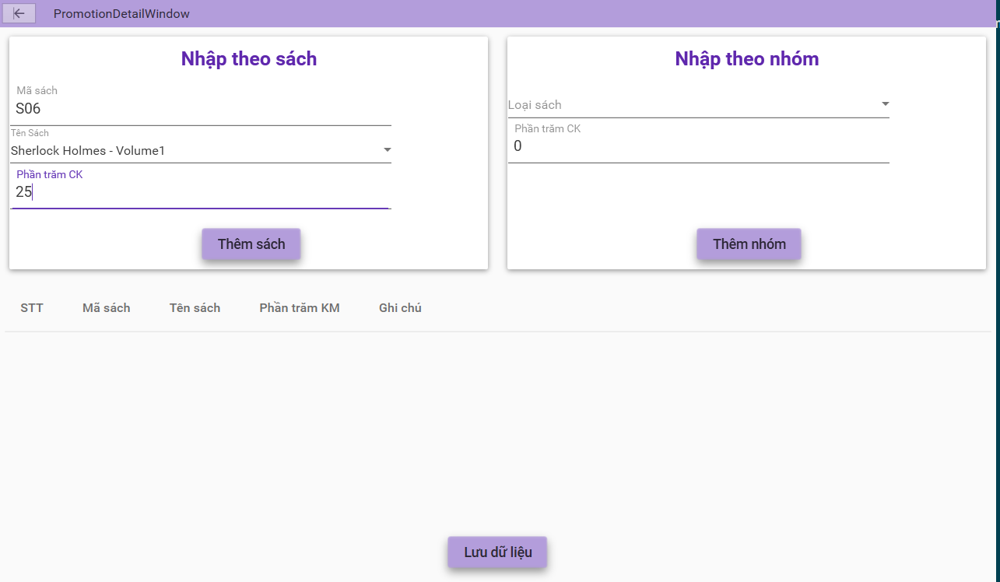 PromotionDetailWindow
Nhập theo sách
Mã sách
S06
Tên Sách
Sherlock Holmes - Volume1
Phần trăm CK
25
Thêm sách
Nhập theo nhóm
Loại sách
Phần trăm CK
0
Thêm nhóm
STT Mã sách Tên sách Phần trăm KM Ghi chú
Lưu dữ liệu